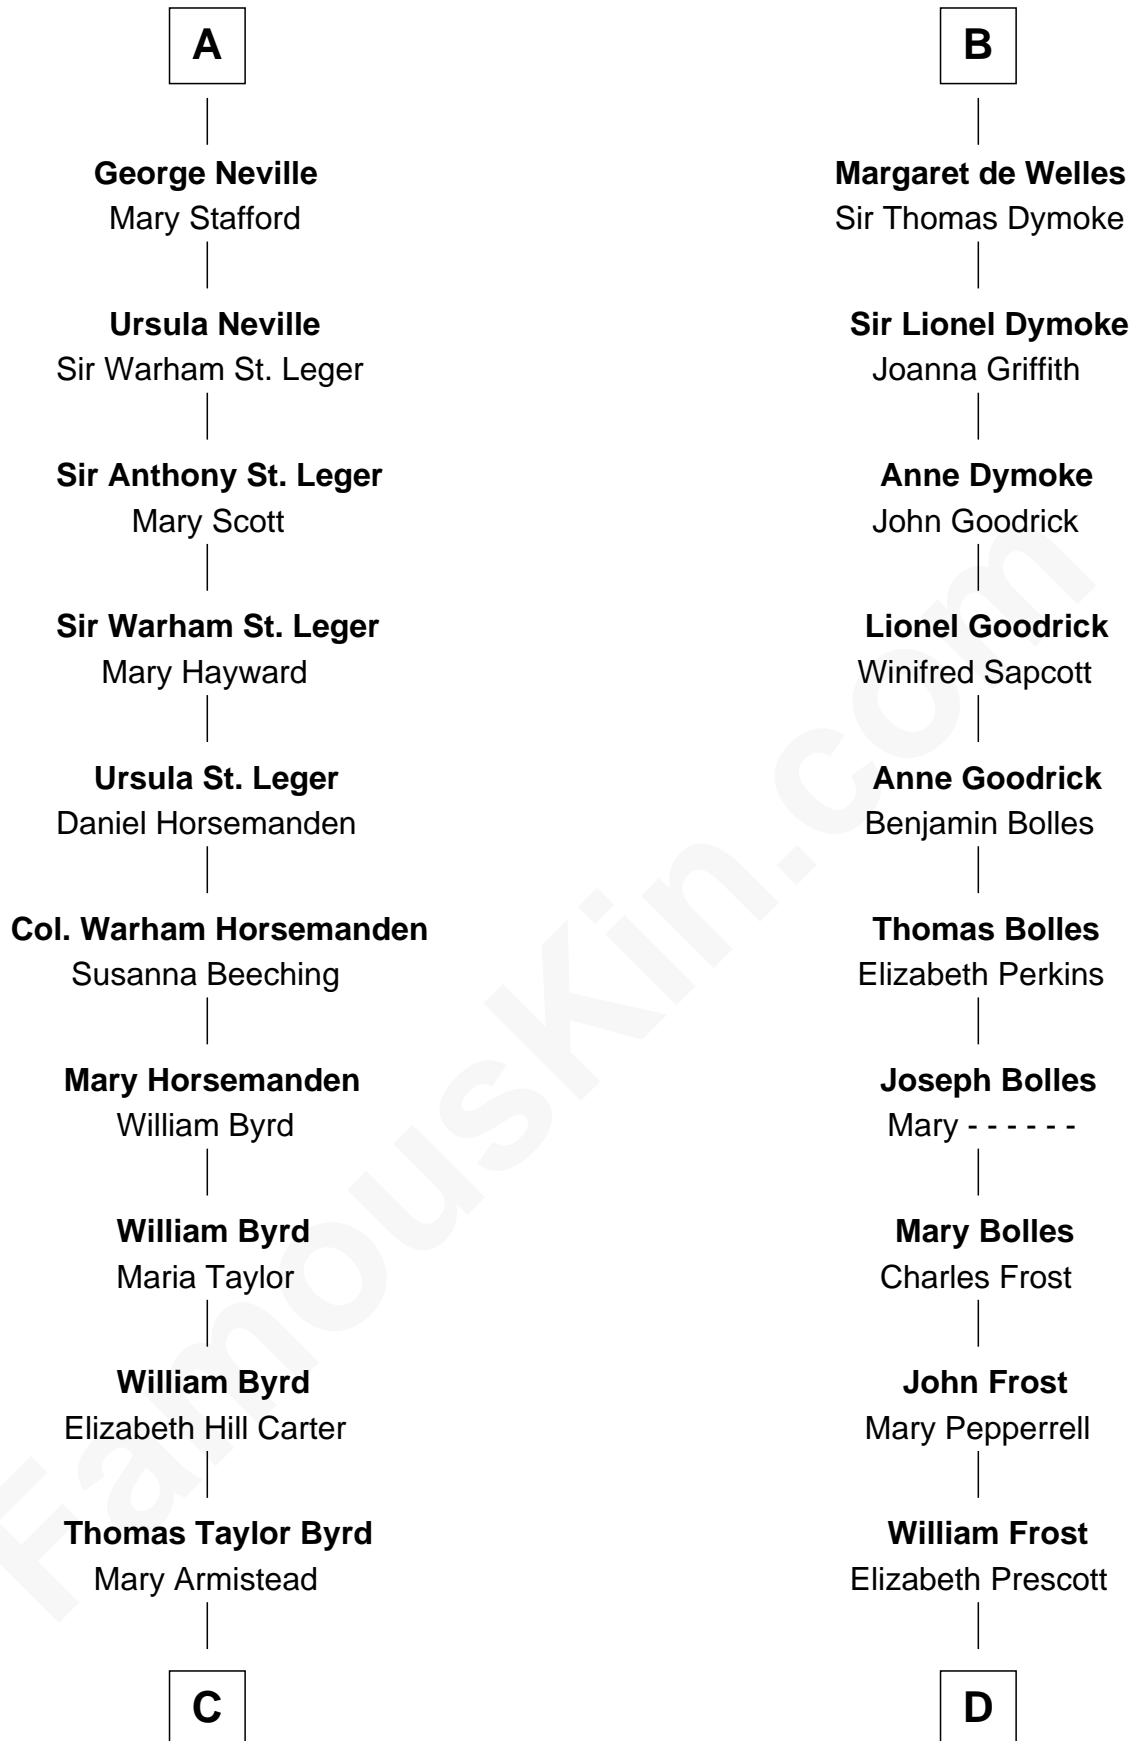 A
George Neville
Mary Stafford
Ursula Neville
Sir Warham St. Leger
Sir Anthony St. Leger
Mary Scott
Sir Warham St. Leger
Mary Hayward
Ursula St. Leger
Daniel Horsemanden
Col. Warham Horsemanden
Susanna Beeching
Mary Horsemanden
William Byrd
William Byrd
Maria Taylor
William Byrd
Elizabeth Hill Carter
Thomas Taylor Byrd
Mary Armistead
C
B
Margaret de Welles
Sir Thomas Dymoke
Sir Lionel Dymoke
Joanna Griffith
Anne Dymoke
John Goodrick
Lionel Goodrick
Winifred Sapcott
Anne Goodrick
Benjamin Bolles
Thomas Bolles
Elizabeth Perkins
Joseph Bolles
Mary - - - - - -
Mary Bolles
Charles Frost
John Frost
Mary Pepperrell
William Frost
Elizabeth Prescott
D
FamousKin.com